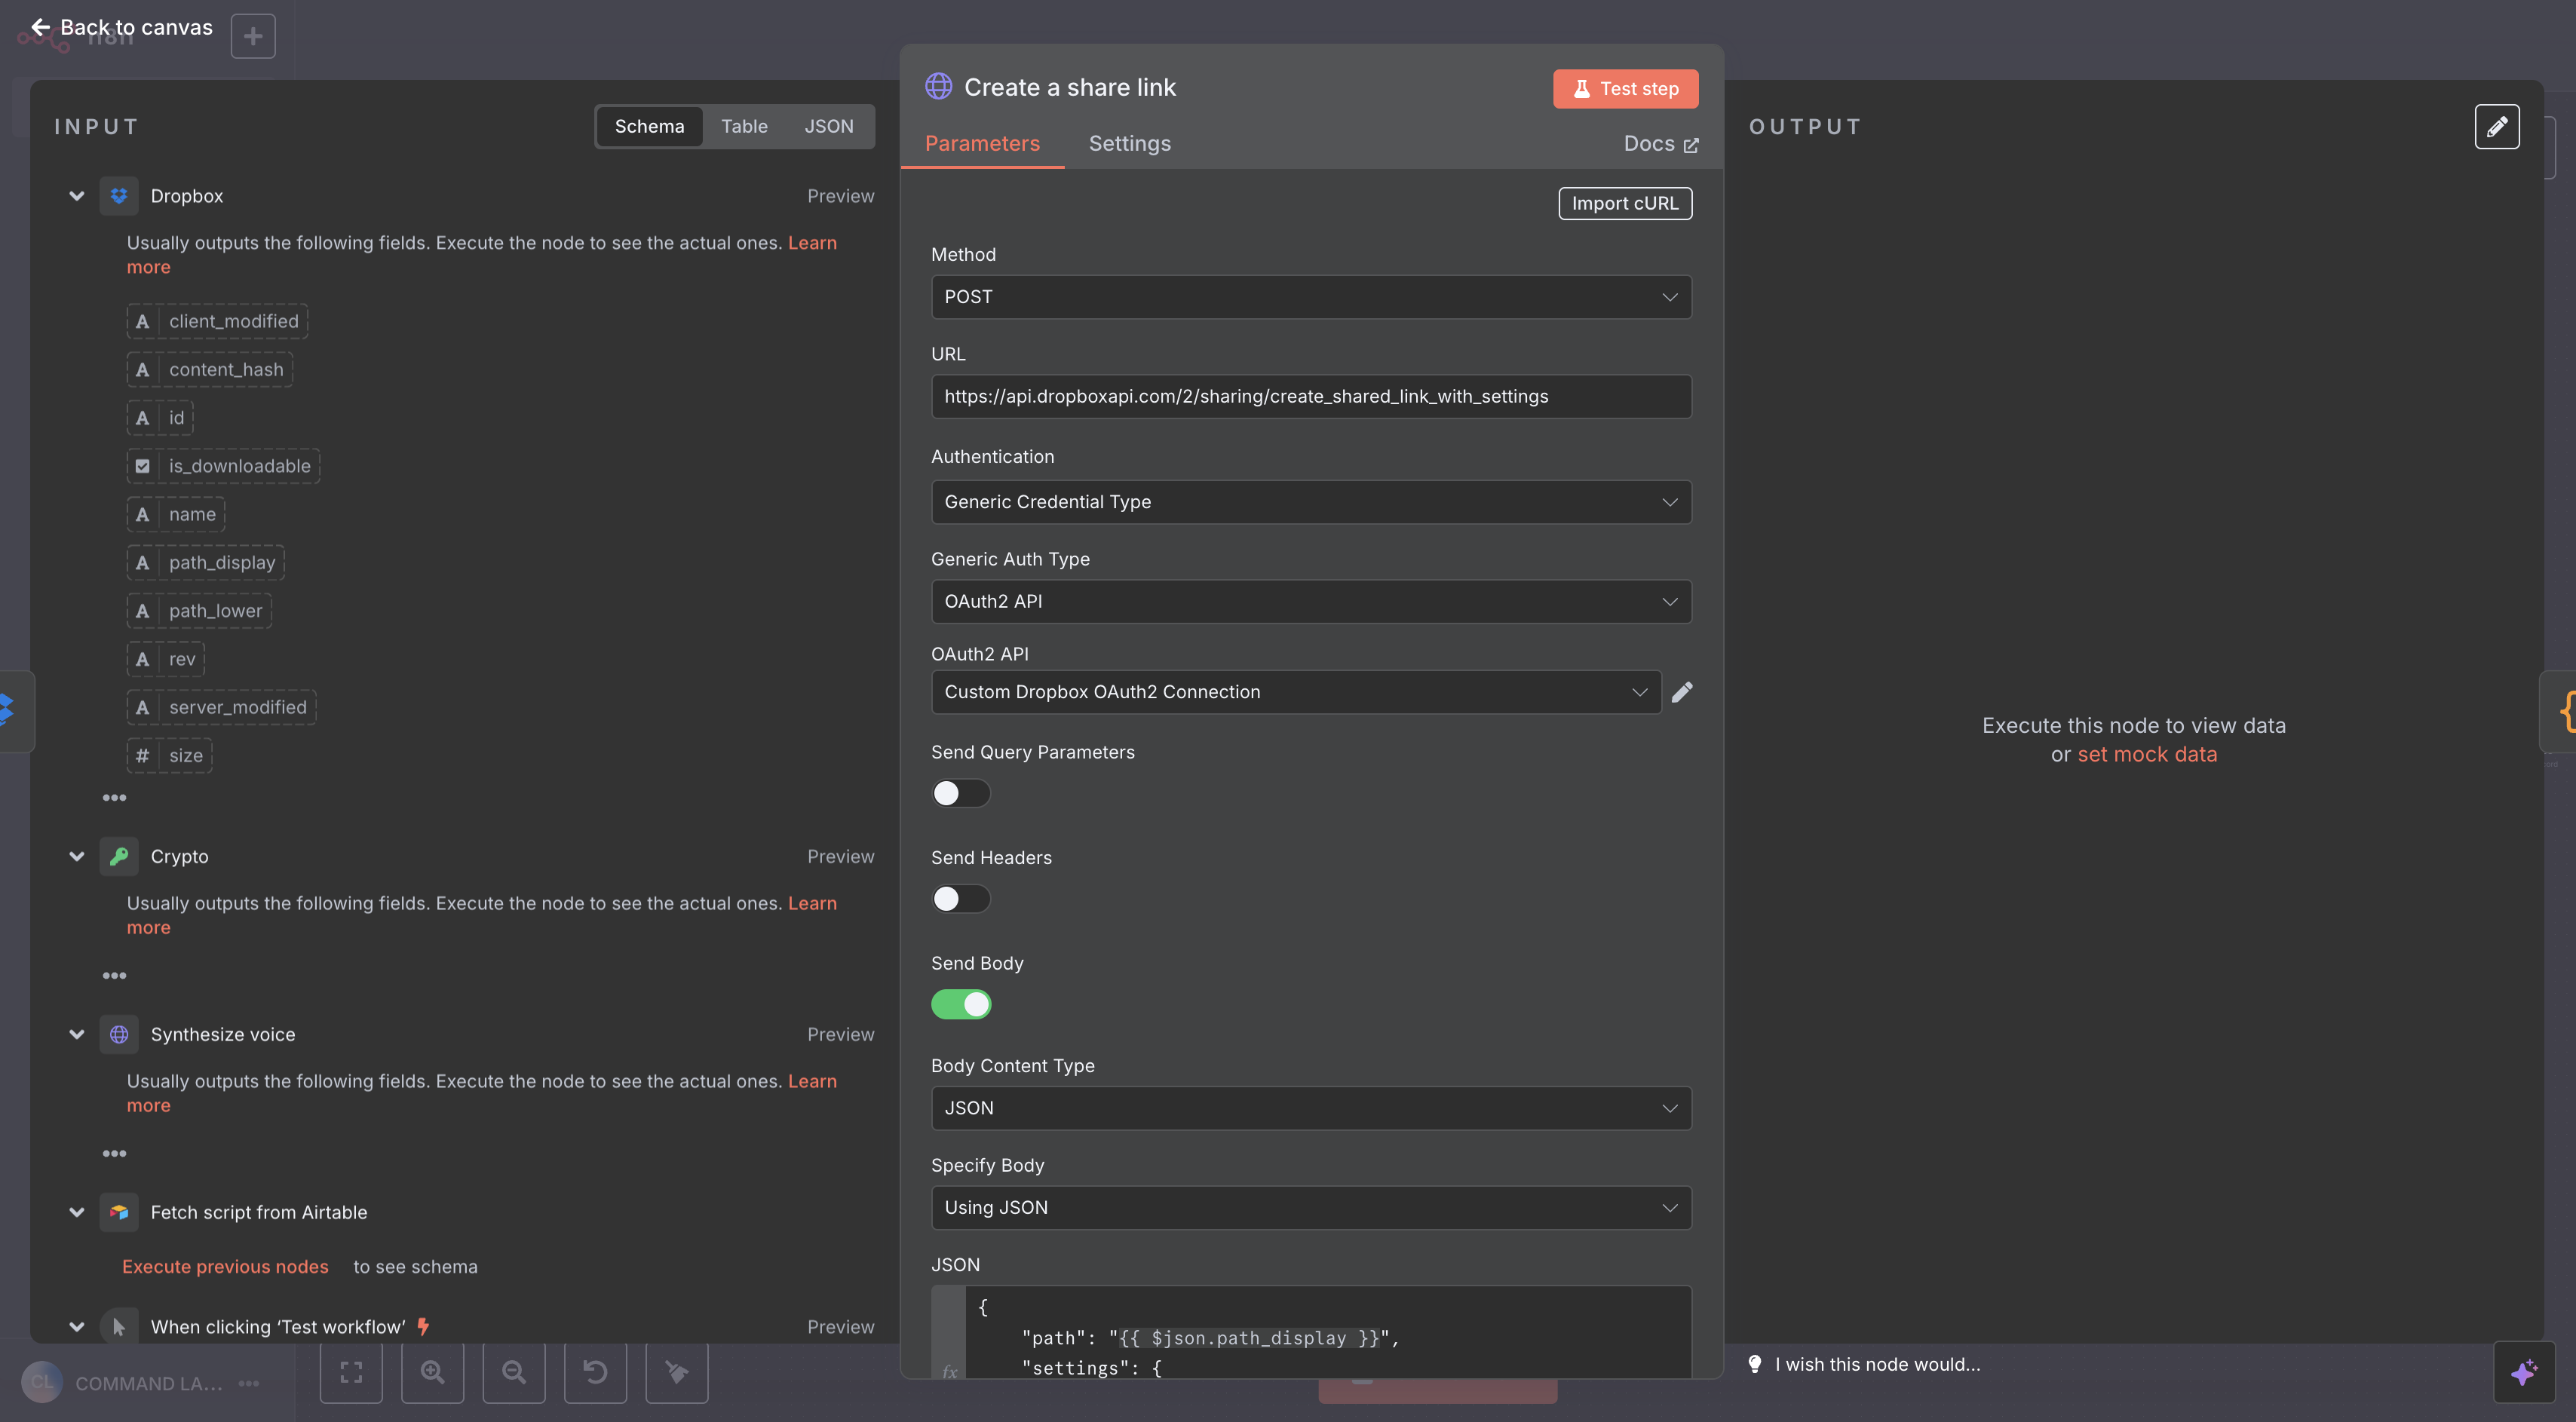 Back to canvas
n8n
INPUT
Schema Table JSON
Dropbox Preview
Usually outputs the following fields. Execute the node to see the actual ones. Learn
more
A client_modified
A content_hash
A id
is_downloadable
A name
A path_display
A path_lower
A rev
A server_modified
# size
Crypto Preview
Usually outputs the following fields. Execute the node to see the actual ones. Learn
more
Synthesize voice Preview
Usually outputs the following fields. Execute the node to see the actual ones. Learn
more
Fetch script from Airtable
Execute previous nodes to see schema
When clicking ‘Test workflow’ Preview
CL COMMAND LA...
Create a share link
Test step
Parameters Settings Docs
Import cURL
Method
POST
URL
https://api.dropboxapi.com/2/sharing/create_shared_link_with_settings
Authentication
Generic Credential Type
Generic Auth Type
OAuth2 API
OAuth2 API
Custom Dropbox OAuth2 Connection
Send Query Parameters
Send Headers
Send Body
Body Content Type
JSON
Specify Body
Using JSON
JSON
{
"path": "{{ $json.path_display }}",
"settings": {
fx
OUTPUT
Execute this node to view data
or set mock data
I wish this node would...